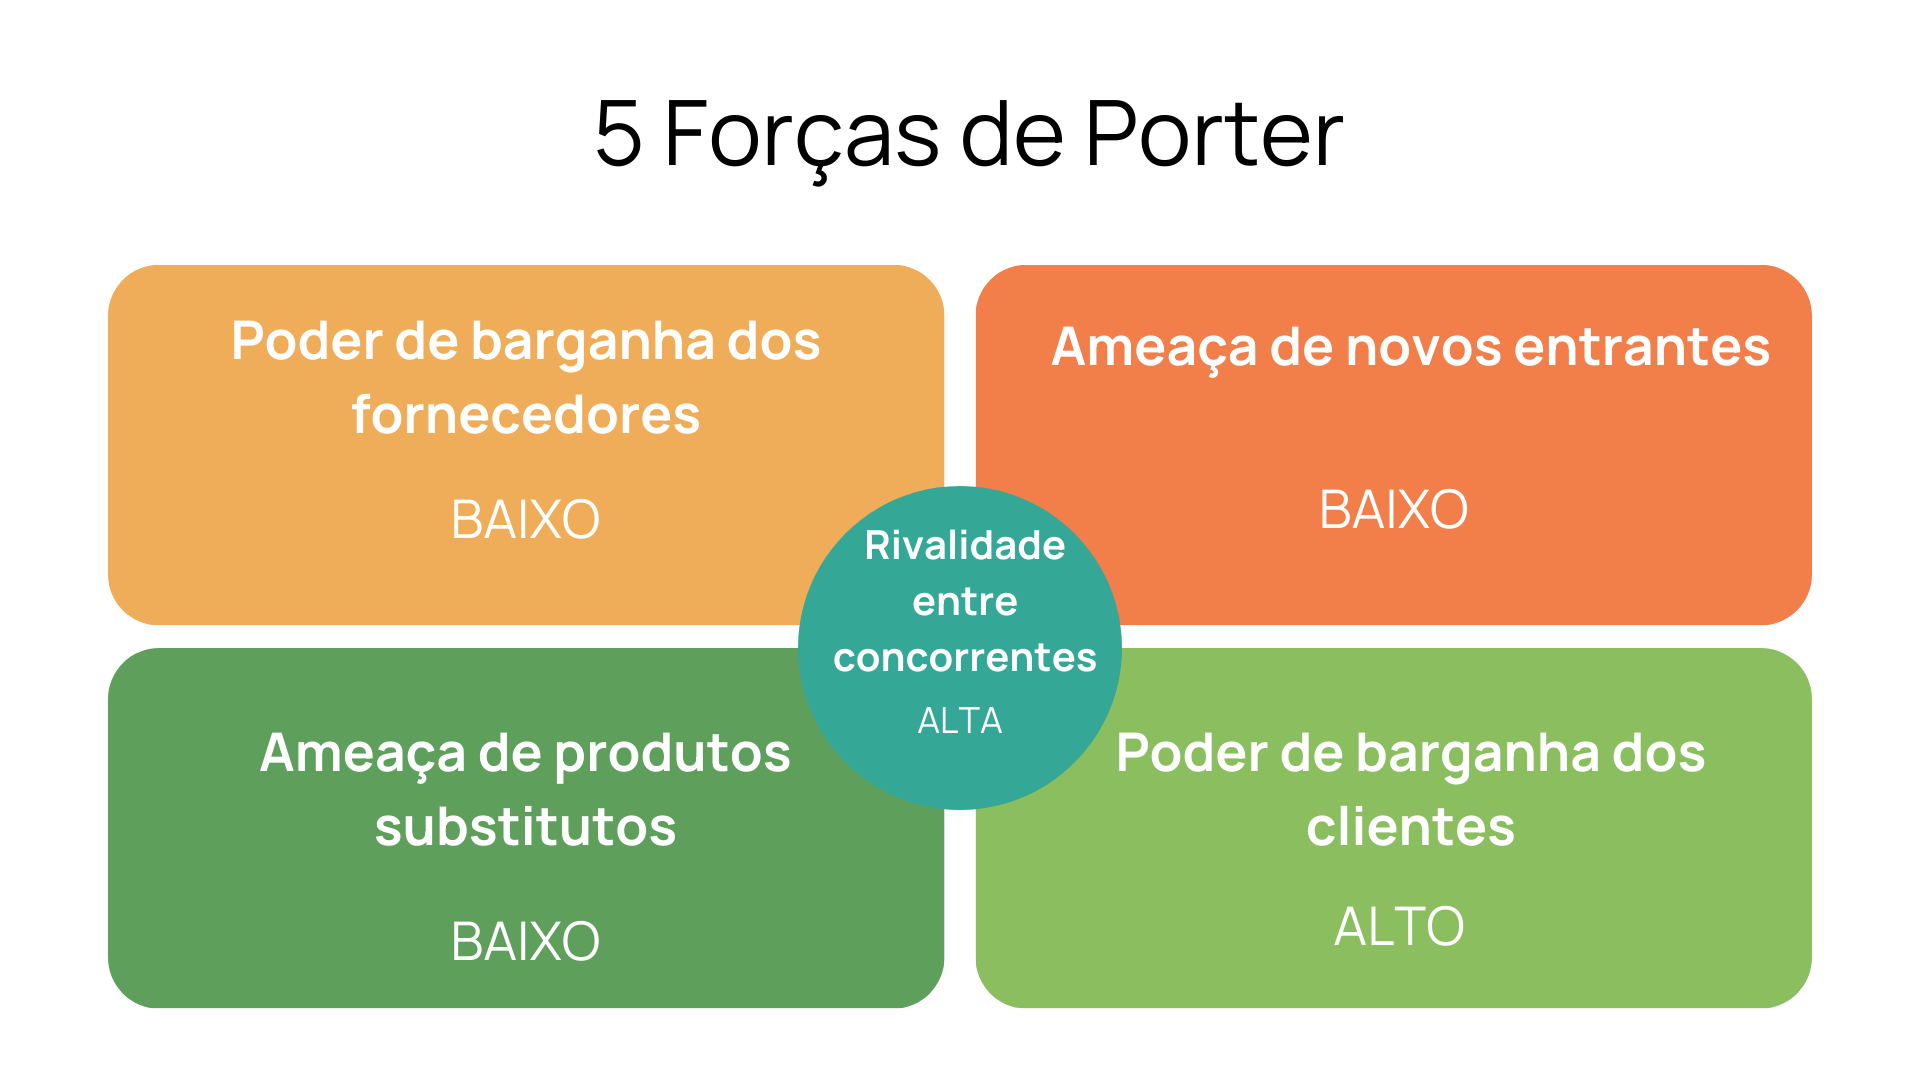 5 Forças de Porter
Poder de barganha dos
fornecedores
BAIXO
Ameaça de novos entrantes
BAIXO
Rivalidade
entre
concorrentes
ALTA
Ameaça de produtos
substitutos
BAIXO
Poder de barganha dos
clientes
ALTO